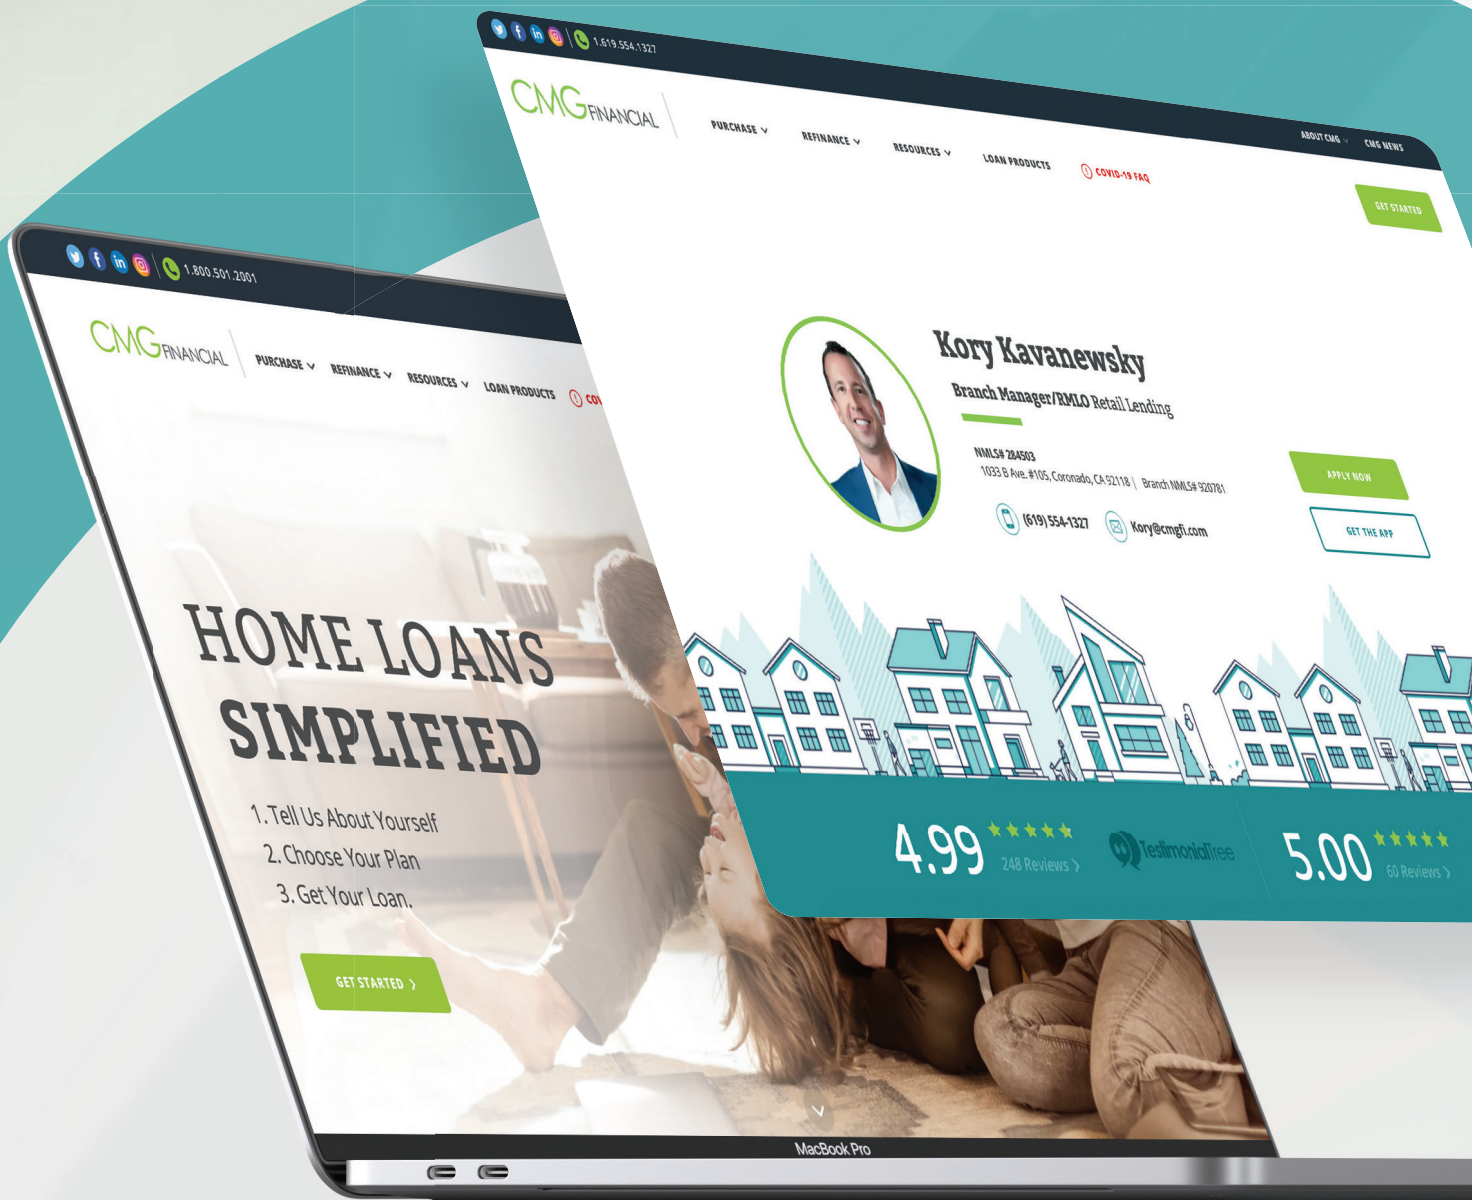 1.619.554.1327
ABOUT CMG CMG NEWS
CMG FINANCIAL
PURCHASE REFINANCE RESOURCES LOAN PRODUCTS COVID-19 FAQ
GET STARTED
Kory Kavanewsky
Branch Manager/RMLO Retail Lending
NMLS# 284503
1033 B Ave. #105, Coronado, CA 92118 | Branch NMLS# 920781
(619) 554-1327 Kory@cmgfi.com
APPLY NOW
GET THE APP
4.99 248 Reviews TestimonialTree 5.00 60 Reviews
1.800.501.2001
CMG FINANCIAL
PURCHASE REFINANCE RESOURCES LOAN PRODUCTS COV
HOME LOANS
SIMPLIFIED
1. Tell Us About Yourself
2. Choose Your Plan
3. Get Your Loan.
GET STARTED
MacBook Pro